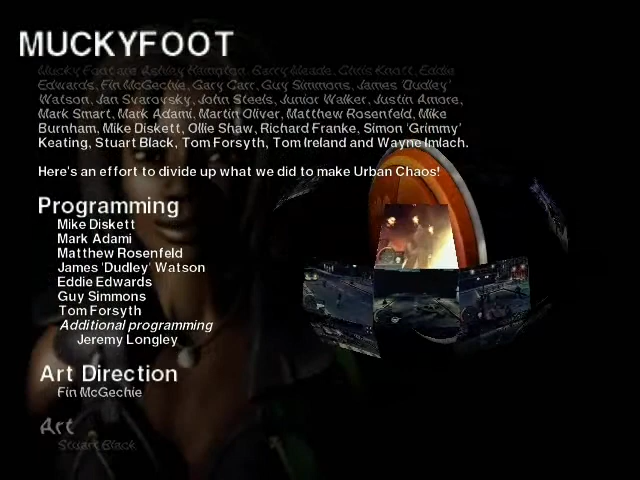 MUCKYFOOT
Mucky Foot are Ashley Hampton, Barry Meade, Chris Knott, Eddie
Edwards, Fin McGechie, Gary Carr, Guy Simmons, James 'Dudley'
Watson, Jan Svarovsky, John Steels, Junior Walker, Justin Amore,
Mark Smart, Mark Adami, Martin Oliver, Matthew Rosenfeld, Mike
Burnham, Mike Diskett, Ollie Shaw, Richard Franke, Simon 'Grimmy'
Keating, Stuart Black, Tom Forsyth, Tom Ireland and Wayne Imlach.
Here's an effort to divide up what we did to make Urban Chaos!
Programming
Mike Diskett
Mark Adami
Matthew Rosenfeld
James 'Dudley' Watson
Eddie Edwards
Guy Simmons
Tom Forsyth
Additional programming
Jeremy Longley
Art Direction
Fin McGechie
Art
Stuart Black